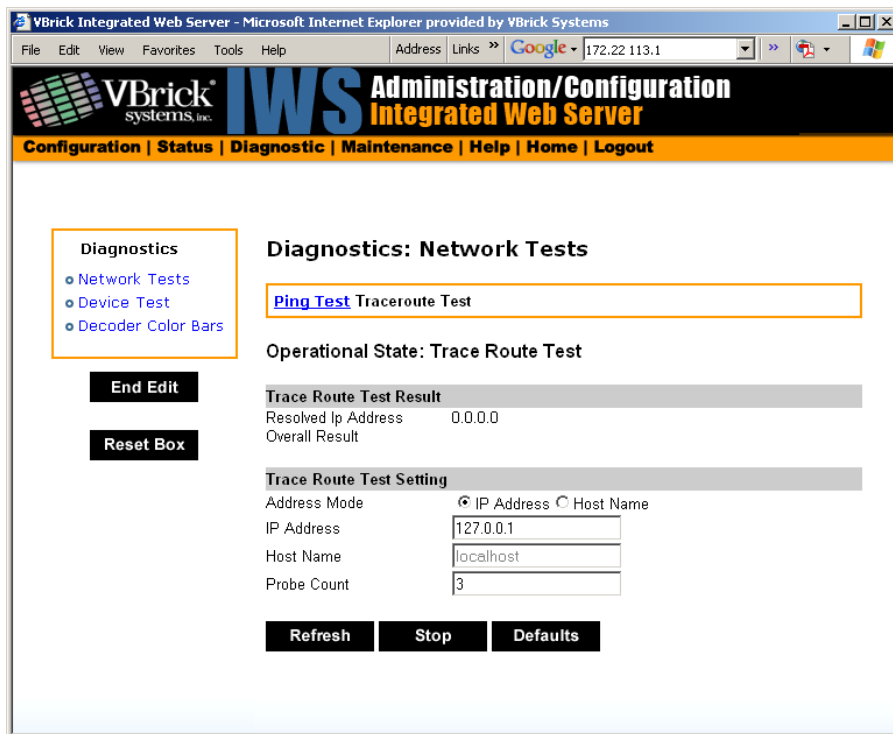 VBrick Integrated Web Server - Microsoft Internet Explorer provided by VBrick Systems
File Edit View Favorites Tools Help Address Links » Google 172.22 113.1 »
VBrick systems, inc. IWS Administration/Configuration
Integrated Web Server
Configuration | Status | Diagnostic | Maintenance | Help | Home | Logout
Diagnostics
Network Tests
Device Test
Decoder Color Bars
End Edit
Reset Box
Diagnostics: Network Tests
Ping Test Traceroute Test
Operational State: Trace Route Test
Trace Route Test Result
Resolved Ip Address 0.0.0.0
Overall Result
Trace Route Test Setting
Address Mode IP Address Host Name
IP Address 127.0.0.1
Host Name localhost
Probe Count 3
Refresh Stop Defaults